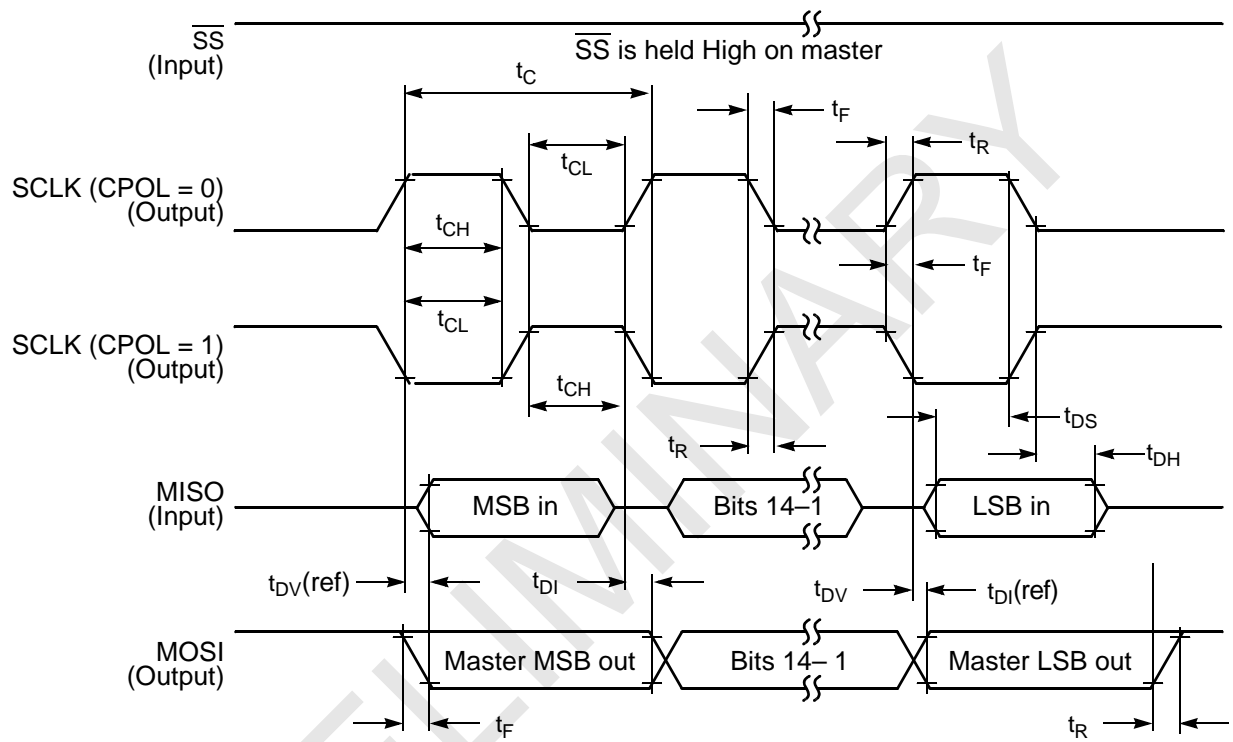 SS
(Input)
SS is held High on master
tC
tF
tR
tCL
SCLK (CPOL = 0)
(Output)
tCH
tF
tCL
SCLK (CPOL = 1)
(Output)
tCH
tDS
tR
tDH
MISO
(Input)
MSB in
Bits 14–1
LSB in
tDV(ref)
tDI
tDV
tDI(ref)
MOSI
(Output)
Master MSB out
Bits 14– 1
Master LSB out
tF
tR
ELIMINARY